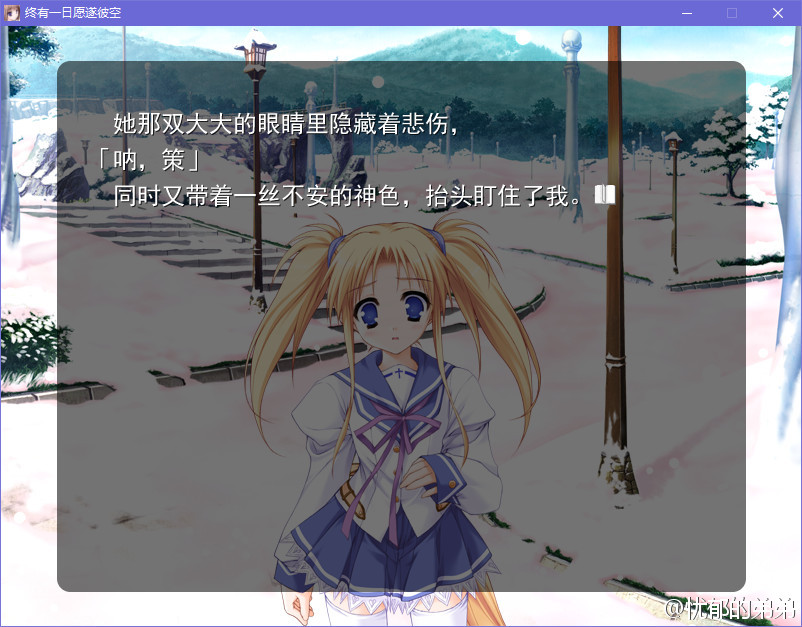 终有一日愿遂彼空
她那双大大的眼睛里隐藏着悲伤，
「呐，策」
同时又带着一丝不安的神色，抬头盯住了我。
@忧郁的弟弟